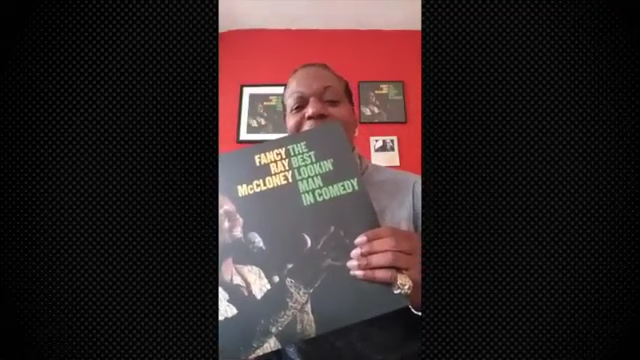 FANCY THE
RAY BEST
McCLONEY LOOKIN'
MAN
IN COMEDY